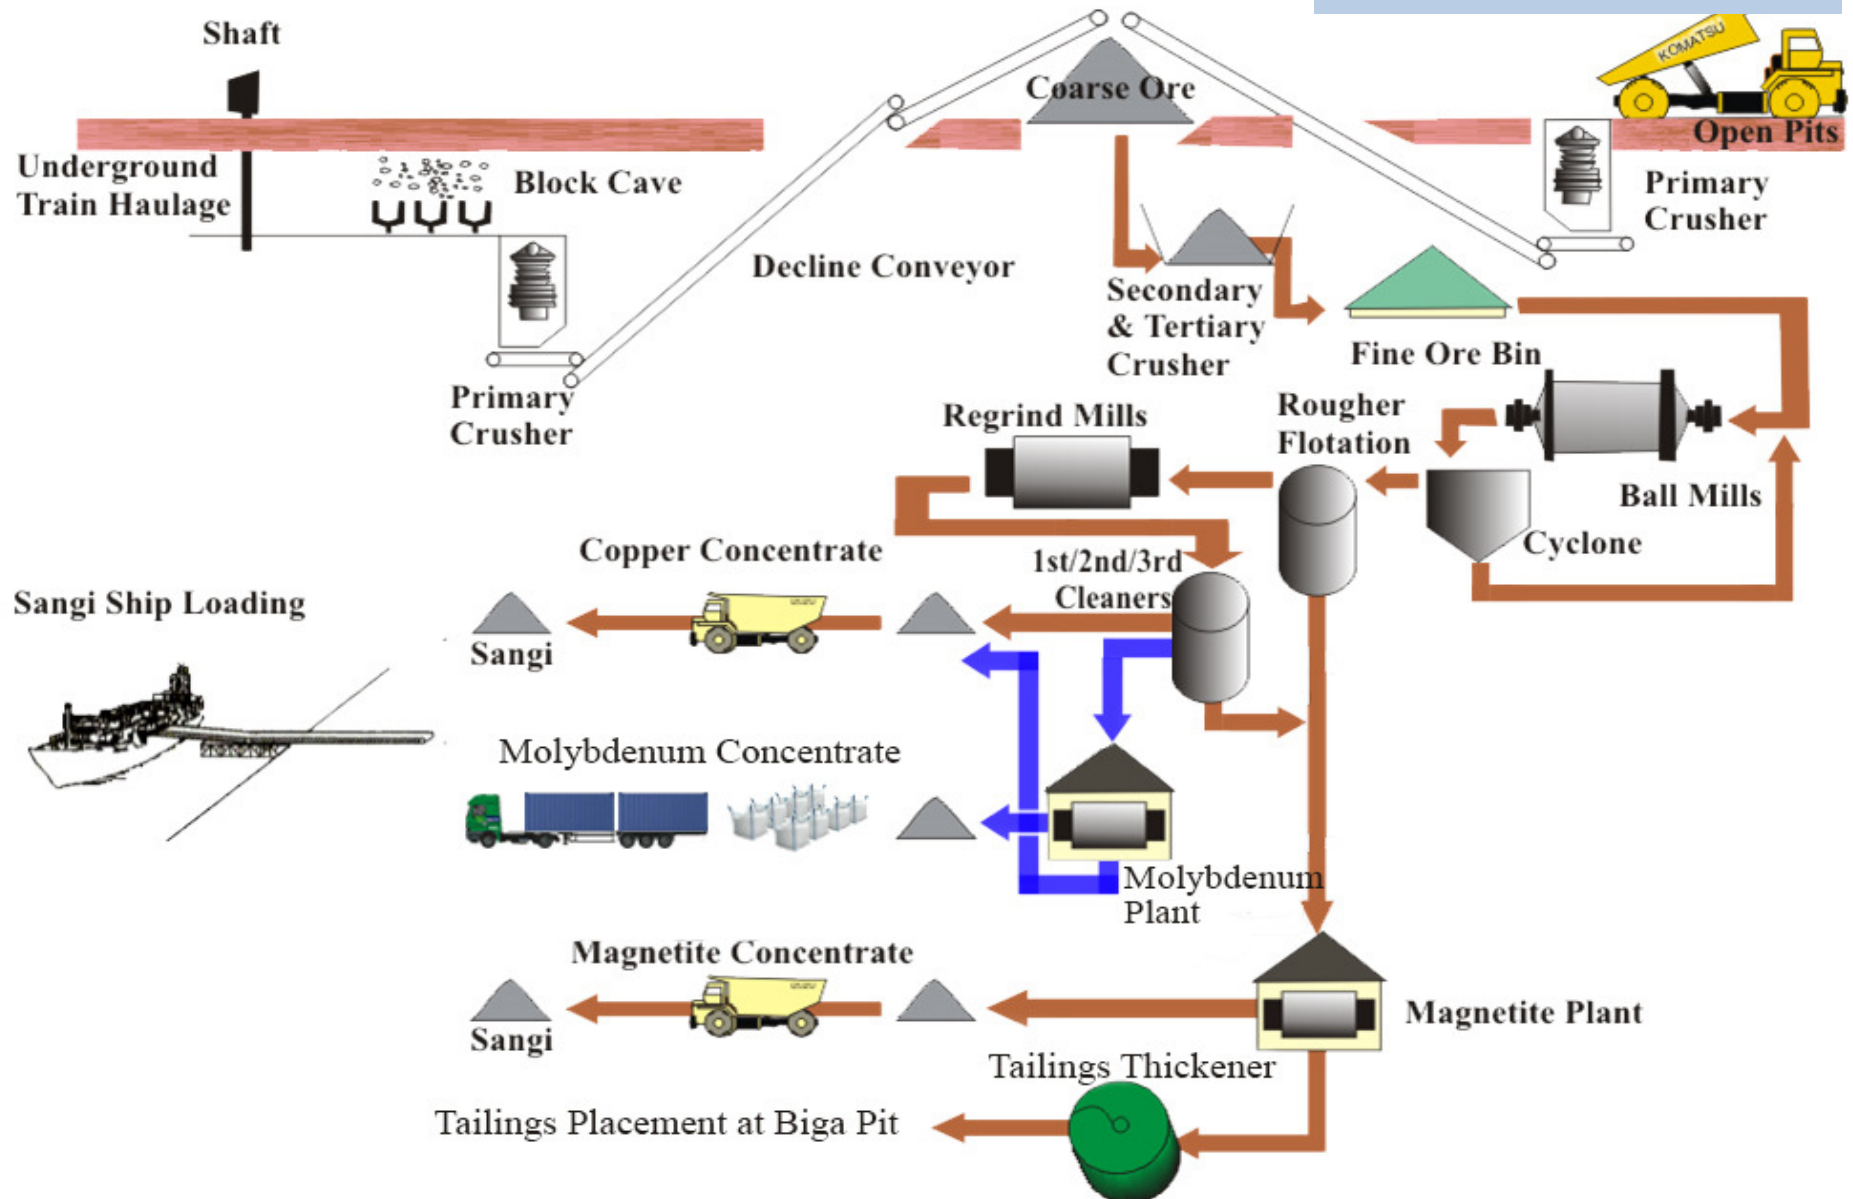 Shaft
KOMATSU
Coarse Ore
Open Pits
Underground
Train Haulage
Block Cave
Primary
Crusher
Decline Conveyor
Secondary
& Tertiary
Crusher
Fine Ore Bin
Primary
Crusher
Regrind Mills
Rougher
Flotation
Ball Mills
Cyclone
Copper Concentrate
1st/2nd/3rd
Cleaners
Sangi Ship Loading
Sangi
Molybdenum Concentrate
Molybdenum
Plant
Magnetite Concentrate
Sangi
Magnetite Plant
Tailings Thickener
Tailings Placement at Biga Pit